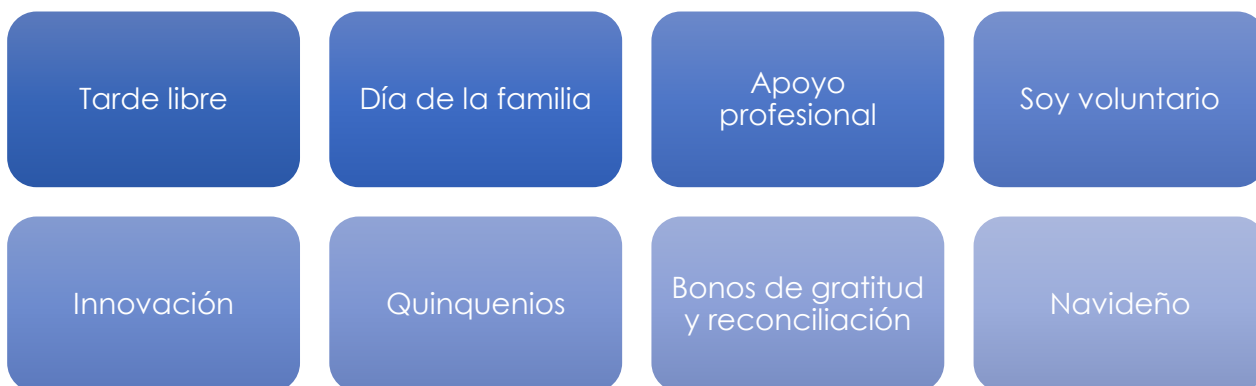 Tarde libre
Día de la familia
Apoyo
profesional
Soy voluntario
Innovación
Quinquenios
Bonos de gratitud
y reconciliación
Navideño